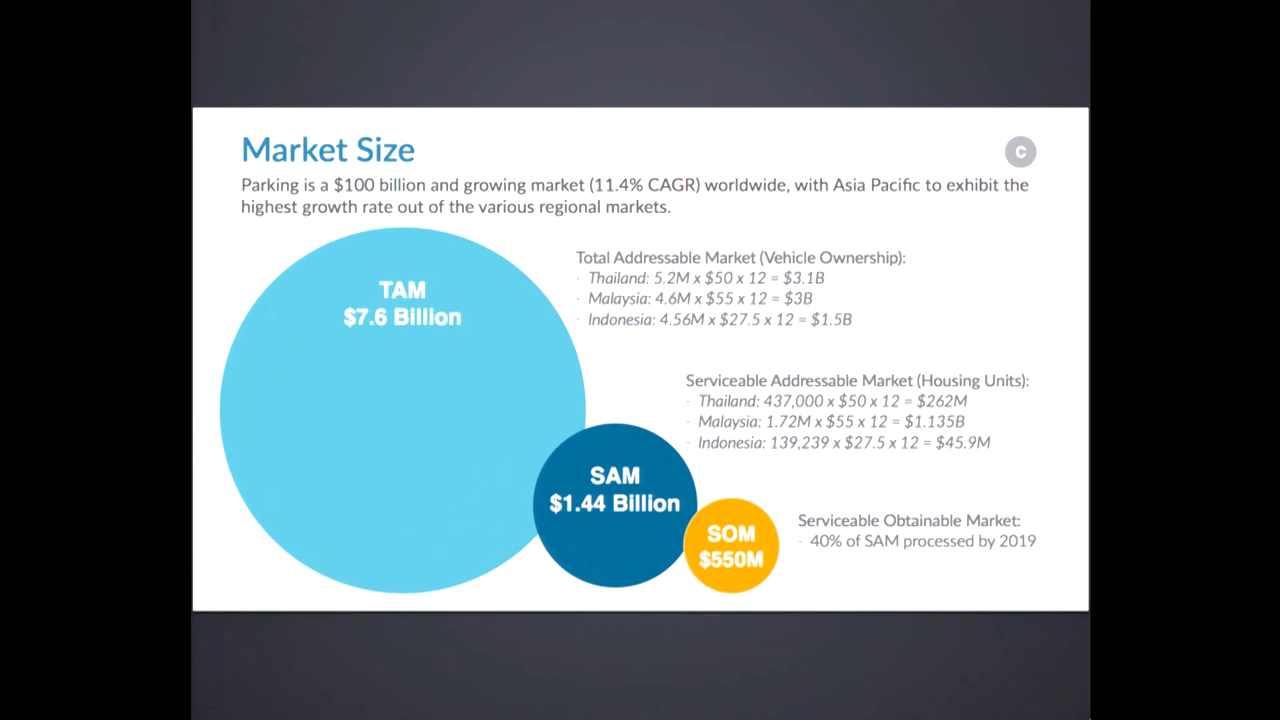 Market Size
C
Parking is a $100 billion and growing market (11.4% CAGR) worldwide, with Asia Pacific to exhibit the
highest growth rate out of the various regional markets.
TAM
$7.6 Billion
Total Addressable Market (Vehicle Ownership):
· Thailand: 5.2M x $50 x 12 = $3.1B
· Malaysia: 4.6M x $55 x 12 = $3B
· Indonesia: 4.56M x $27.5 x 12 = $1.5B
Serviceable Addressable Market (Housing Units):
· Thailand: 437,000 x $50 x 12 = $262M
· Malaysia: 1.72M x $55 x 12 = $1.135B
· Indonesia: 139,239 x $27.5 x 12 = $45.9M
SAM
$1.44 Billion
SOM
$550M
Serviceable Obtainable Market:
· 40% of SAM processed by 2019